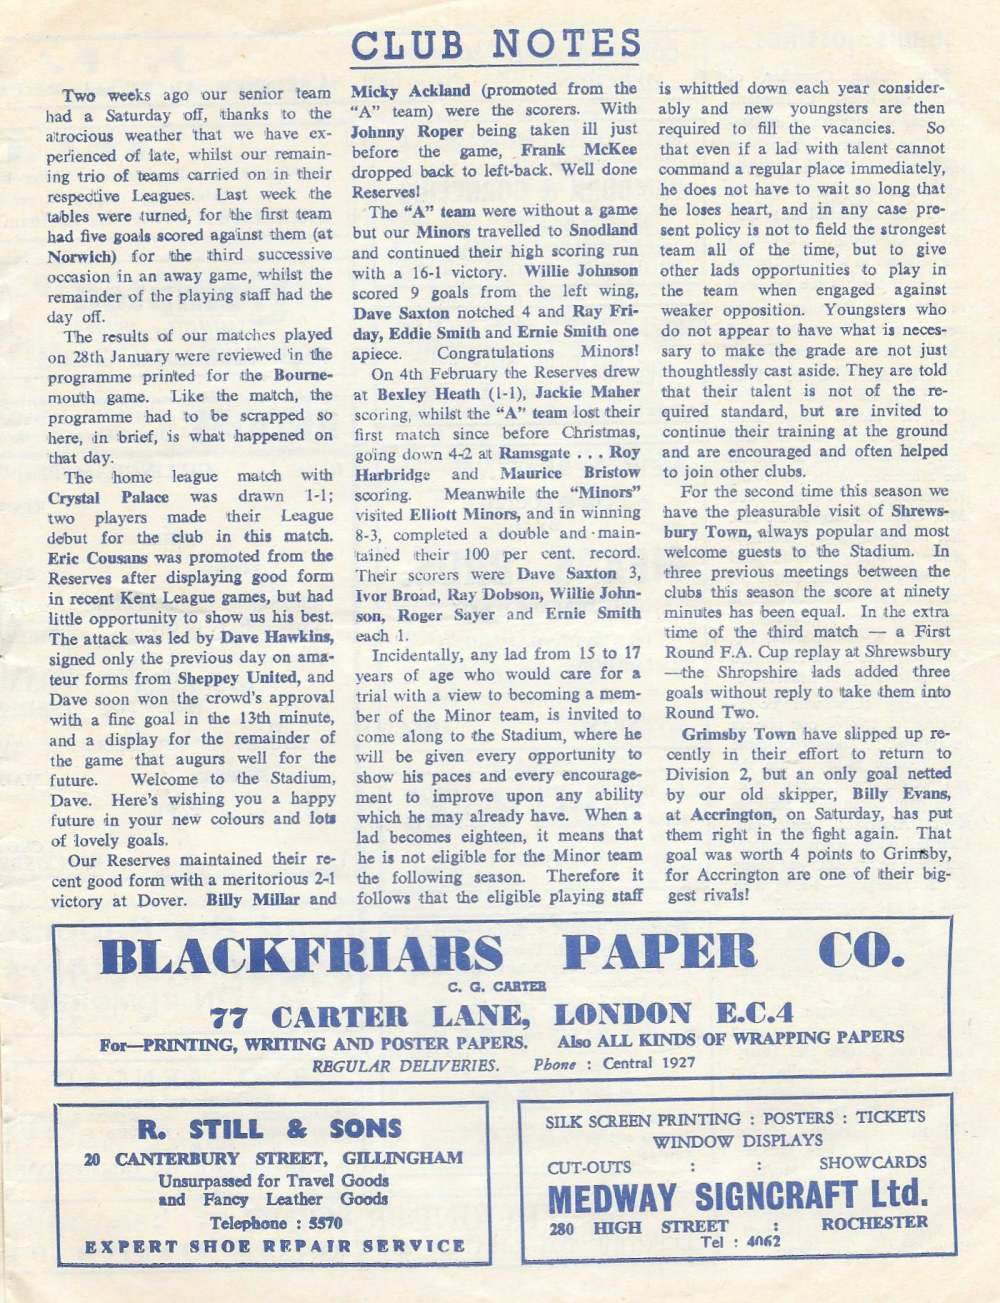 CLUB NOTES
Two weeks ago our senior team
had a Saturday off, thanks to the
atrocious weather that we have ex-
perienced of late, whilst our remain-
ing trio of teams carried on in their
respective Leagues. Last week the
tables were turned, for the first team
had five goals scored against them (at
Norwich) for the third successive
occasion in an away game, whilst the
remainder of the playing staff had the
day off.
The results of our matches played
on 28th January were reviewed in the
programme printed for the Bourne-
mouth game. Like the match, the
programme had to be scrapped so
here, in brief, is what happened on
that day.
The home league match with
Crystal Palace was drawn 1-1;
two players made their League
debut for the club in this match.
Eric Cousans was promoted from the
Reserves after displaying good form
in recent Kent League games, but had
little opportunity to show us his best.
The attack was led by Dave Hawkins,
signed only the previous day on ama-
teur forms from Sheppey United, and
Dave soon won the crowd's approval
with a fine goal in the 13th minute,
and a display for the remainder of
the game that augurs well for the
future. Welcome to the Stadium,
Dave. Here's wishing you a happy
future in your new colours and lots
of lovely goals.
Our Reserves maintained their re-
cent good form with a meritorious 2-1
victory at Dover. Billy Millar and
Micky Ackland (promoted from the
"A" team) were the scorers. With
Johnny Roper being taken ill just
before the game, Frank McKee
dropped back to left-back. Well done
Reserves!
The "A" team were without a game
but our Minors travelled to Snodland
and continued their high scoring run
with a 16-1 victory. Willie Johnson
scored 9 goals from the left wing,
Dave Saxton notched 4 and Ray Fri-
day, Eddie Smith and Ernie Smith one
apiece. Congratulations Minors!
On 4th February the Reserves drew
at Bexley Heath (1-1), Jackie Maher
scoring, whilst the "A" team lost their
first match since before Christmas,
going down 4-2 at Ramsgate . . . Roy
Harbridge and Maurice Bristow
scoring. Meanwhile the "Minors"
visited Elliott Minors, and in winning
8-3, completed a double and main-
tained their 100 per cent. record.
Their scorers were Dave Saxton 3,
Ivor Broad, Ray Dobson, Willie John-
son, Roger Sayer and Ernie Smith
each 1.
Incidentally, any lad from 15 to 17
years of age who would care for a
trial with a view to becoming a mem-
ber of the Minor team, is invited to
come along to the Stadium, where he
will be given every opportunity to
show his paces and every encourage-
ment to improve upon any ability
which he may already have. When a
lad becomes eighteen, it means that
he is not eligible for the Minor team
the following season. Therefore it
follows that the eligible playing staff
is whittled down each year consider-
ably and new youngsters are then
required to fill the vacancies. So
that even if a lad with talent cannot
command a regular place immediately,
he does not have to wait so long that
he loses heart, and in any case pre-
sent policy is not to field the strongest
team all of the time, but to give
other lads opportunities to play in
the team when engaged against
weaker opposition. Youngsters who
do not appear to have what is neces-
sary to make the grade are not just
thoughtlessly cast aside. They are told
that their talent is not of the re-
quired standard, but are invited to
continue their training at the ground
and are encouraged and often helped
to join other clubs.
For the second time this season we
have the pleasurable visit of Shrews-
bury Town, always popular and most
welcome guests to the Stadium. In
three previous meetings between the
clubs this season the score at ninety
minutes has been equal. In the extra
time of the third match — a First
Round F.A. Cup replay at Shrewsbury
—the Shropshire lads added three
goals without reply to take them into
Round Two.
Grimsby Town have slipped up re-
cently in their effort to return to
Division 2, but an only goal netted
by our old skipper, Billy Evans,
at Accrington, on Saturday, has put
them right in the fight again. That
goal was worth 4 points to Grimsby,
for Accrington are one of their big-
gest rivals!
BLACKFRIARS PAPER CO.
C. G. CARTER
77 CARTER LANE, LONDON E.C.4
For—PRINTING, WRITING AND POSTER PAPERS. Also ALL KINDS OF WRAPPING PAPERS
REGULAR DELIVERIES. Phone : Central 1927
R. STILL & SONS
20 CANTERBURY STREET, GILLINGHAM
Unsurpassed for Travel Goods
and Fancy Leather Goods
Telephone : 5570
EXPERT SHOE REPAIR SERVICE
SILK SCREEN PRINTING : POSTERS : TICKETS
WINDOW DISPLAYS
CUT-OUTS : : SHOWCARDS
MEDWAY SIGNCRAFT Ltd.
280 HIGH STREET : ROCHESTER
Tel : 4062